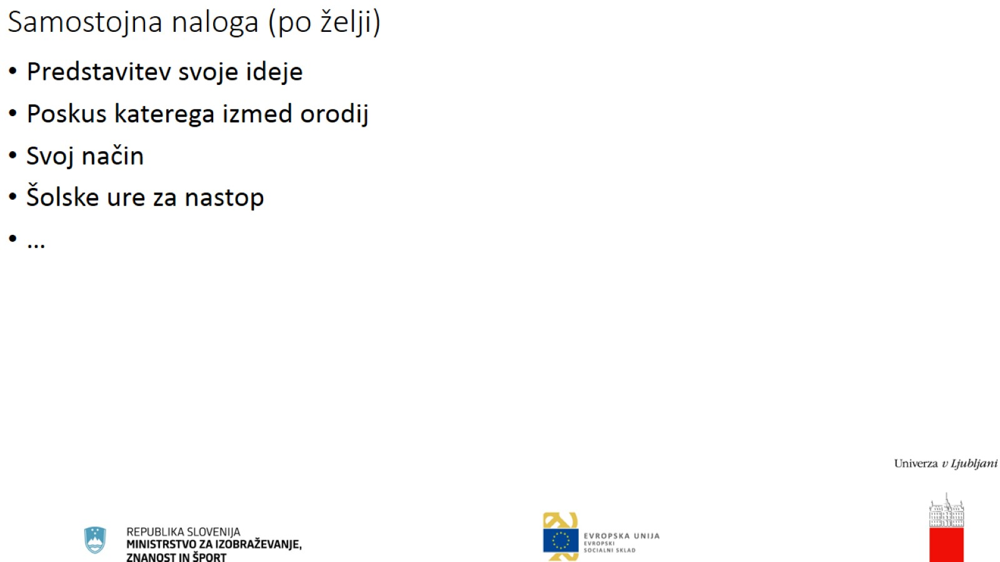 Samostojna naloga (po želji)
• Predstavitev svoje ideje
• Poskus katerega izmed orodij
• Svoj način
• Šolske ure za nastop
• ...
Univerza v Ljubljani
REPUBLIKA SLOVENIJA
MINISTRSTVO ZA IZOBRAŽEVANJE,
ZNANOST IN ŠPORT
EVROPSKA UNIJA
EVROPSKI
SOCIALNI SKLAD